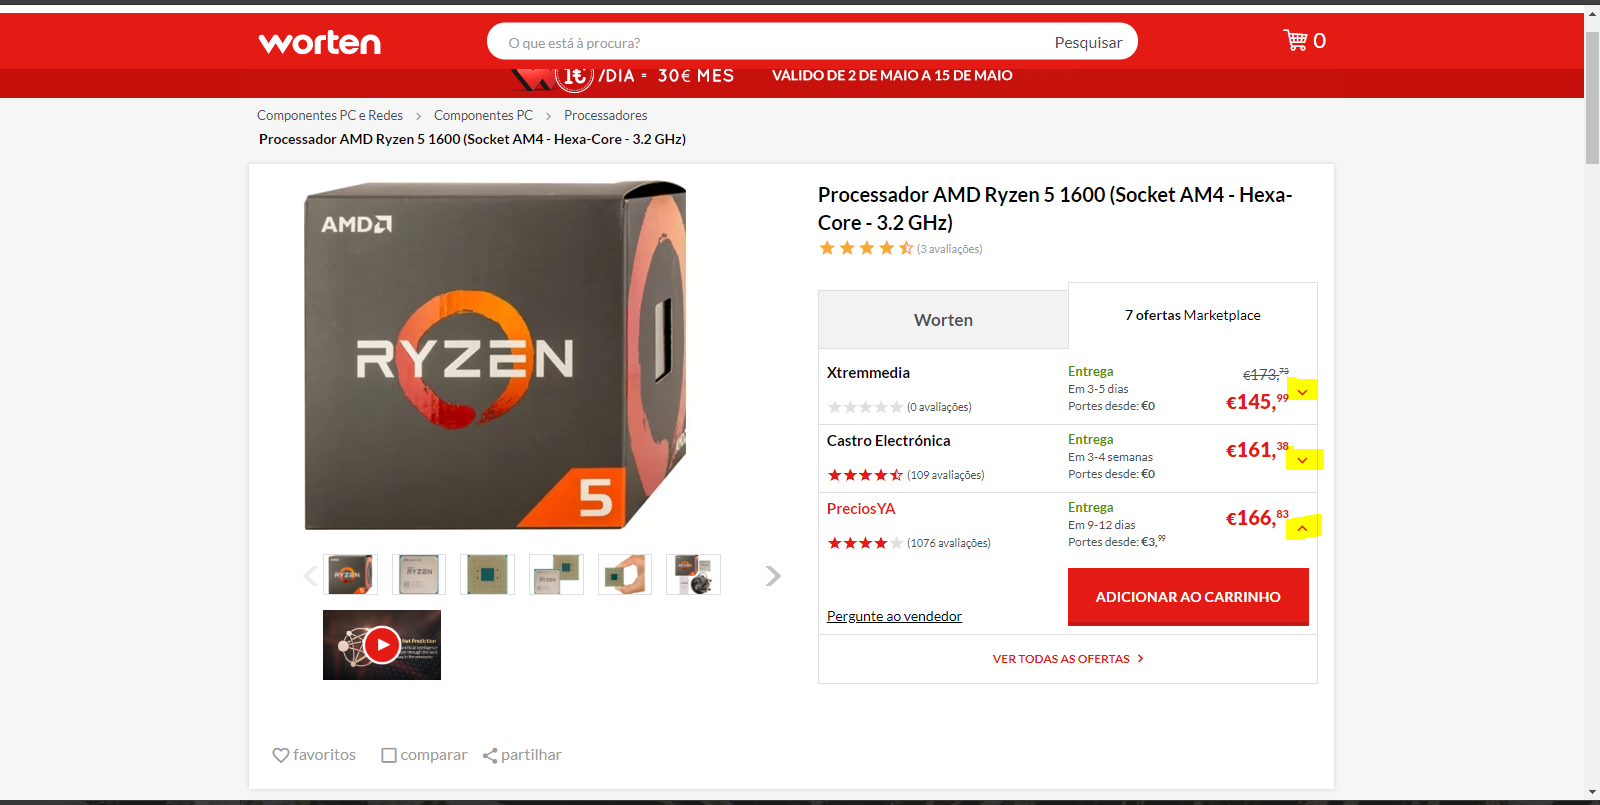 worten
O que está à procura?
Pesquisar
0
1€ /DIA = 30€ MES
VÁLIDO DE 2 DE MAIO A 15 DE MAIO
Componentes PC e Redes > Componentes PC > Processadores
Processador AMD Ryzen 5 1600 (Socket AM4 - Hexa-Core - 3.2 GHz)
AMD
RYZEN
5
Processador AMD Ryzen 5 1600 (Socket AM4 - Hexa-
Core - 3.2 GHz)
(3 avaliações)
Worten
7 ofertas Marketplace
Xtremmedia
(0 avaliações)
Entrega
Em 3-5 dias
Portes desde: €0
€173,73
€145,99
Castro Electrónica
(109 avaliações)
Entrega
Em 3-4 semanas
Portes desde: €0
€161,38
PreciosYA
(1076 avaliações)
Entrega
Em 9-12 dias
Portes desde: €3,99
€166,83
Pergunte ao vendedor
ADICIONAR AO CARRINHO
VER TODAS AS OFERTAS >
Net Prediction
favoritos
comparar
partilhar